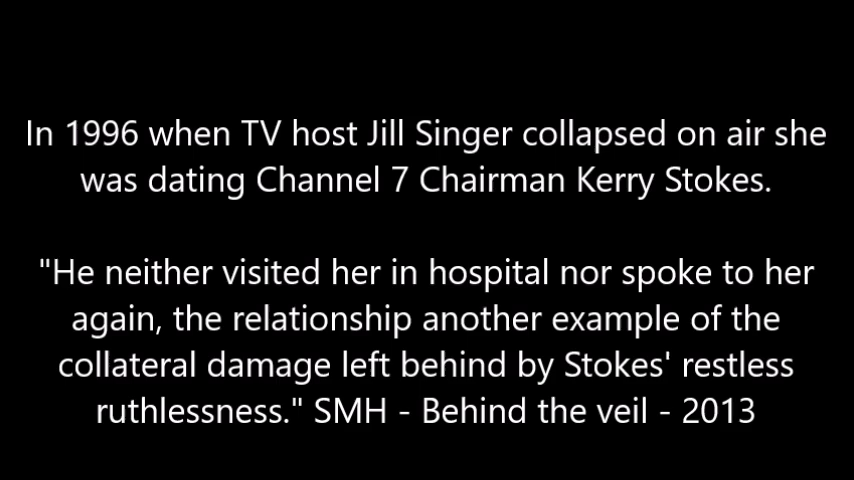 In 1996 when TV host Jill Singer collapsed on air she
was dating Channel 7 Chairman Kerry Stokes.
"He neither visited her in hospital nor spoke to her
again, the relationship another example of the
collateral damage left behind by Stokes' restless
ruthlessness." SMH - Behind the veil - 2013